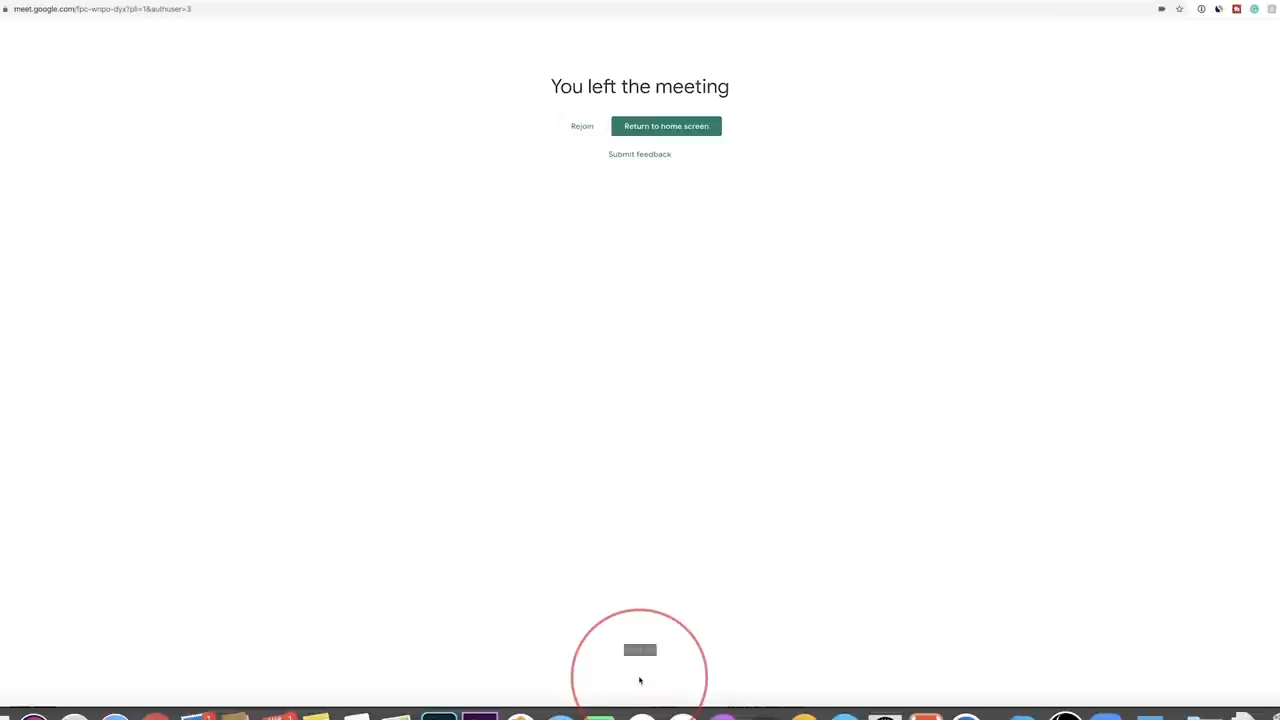 meet.google.com/fpc-wnpo-dyx?pli=1&authuser=3
You left the meeting
Rejoin
Return to home screen
Submit feedback